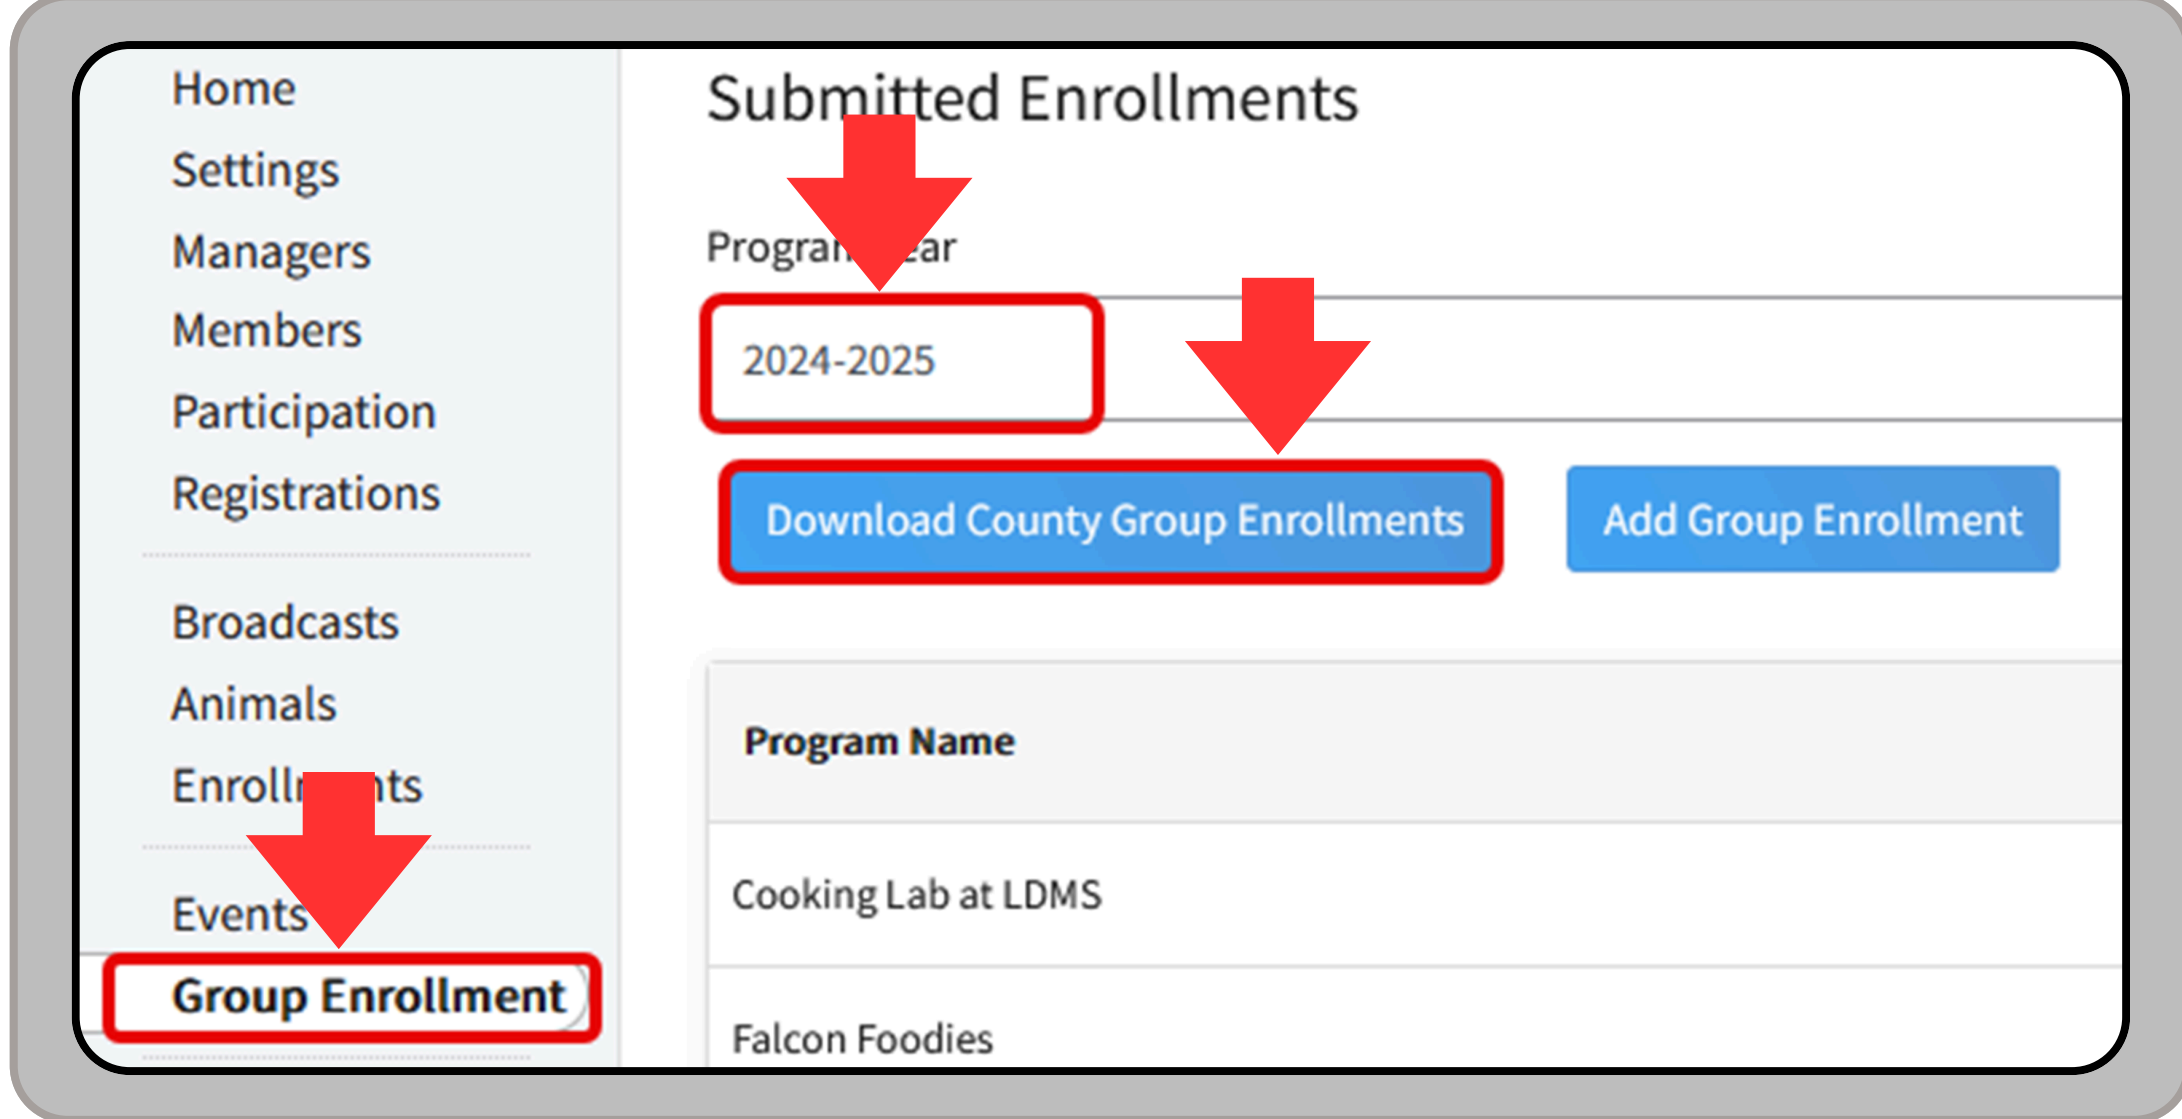 Home
Settings
Managers
Members
Participation
Registrations
Broadcasts
Animals
Events
Group Enrollment
Submitted Enrollments
2024-2025
Download County Group Enrollments
Add Group Enrollment
Program Name
Cooking Lab at LDMS
Falcon Foodies